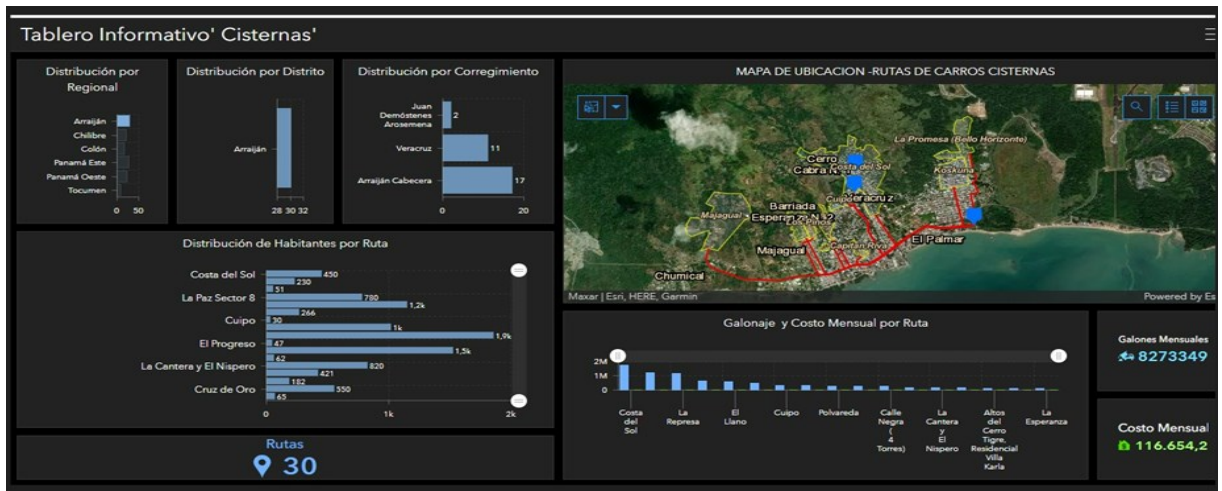 Tablero Informativo' Cisternas'
Distribución por
Regional
Arraiján
Chilibre
Colón
Panamá Este
Panamá Oeste
Tocumen
0 50
Distribución por Distrito
Arraiján
28 30 32
Distribución por Corregimiento
Juan
Demóstenes
Arosemena
2
Veracruz
11
Arraiján Cabecera
17
0 20
MAPA DE UBICACION -RUTAS DE CARROS CISTERNAS
La Promesa (Bello Horizonte)
Cerro
Costa del Sol
Cabra
Koskuna
Cuipo
Veracruz
Barriada
Majagual
Esperanza N. 2
Los Pinos
El Palmar
Majagual
Capitán Riva
Chumical
Maxar | Esri, HERE, Garmin
Powered by Es
Distribución de Habitantes por Ruta
Costa del Sol
450
230
51
La Paz Sector 8
780
1,2k
266
Cuipo
30
1k
1,9k
El Progreso
47
1,5k
62
La Cantera y El Nispero
820
421
182
Cruz de Oro
550
65
0 1k 2k
Rutas
30
Galonaje y Costo Mensual por Ruta
2M
1M
0
Costa
del
Sol
La
Represa
El
Llano
Cuipo
Polvareda
Calle
Negra
(
4
Torres)
La
Cantera
y
El
Nispero
Altos
del
Cerro
Tigre,
Residencial
Villa
Karla
La
Esperanza
Galones Mensuales
8273349
Costo Mensual
116.654,2